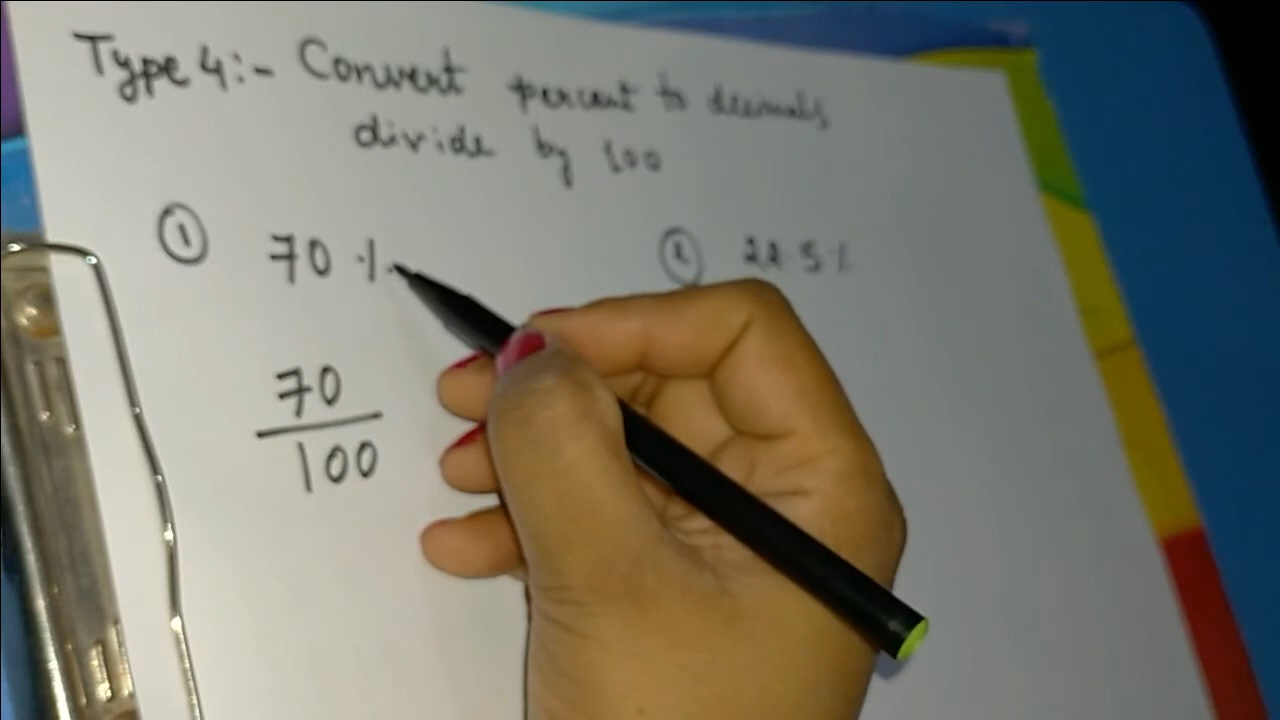 Type 4:- Convert percent to decimals
divide by 100
① 70 % ② 22.5 %
70
100